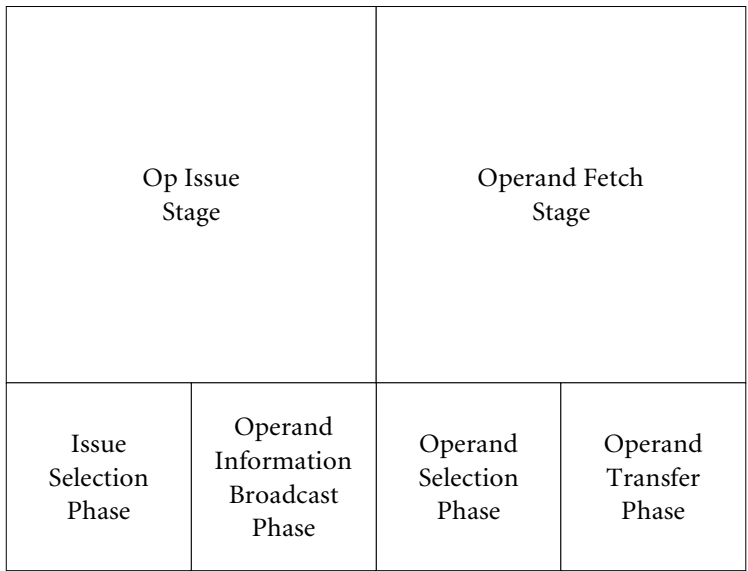 Op Issue
Stage
Operand Fetch
Stage
Issue
Selection
Phase
Operand
Information
Broadcast
Phase
Operand
Selection
Phase
Operand
Transfer
Phase